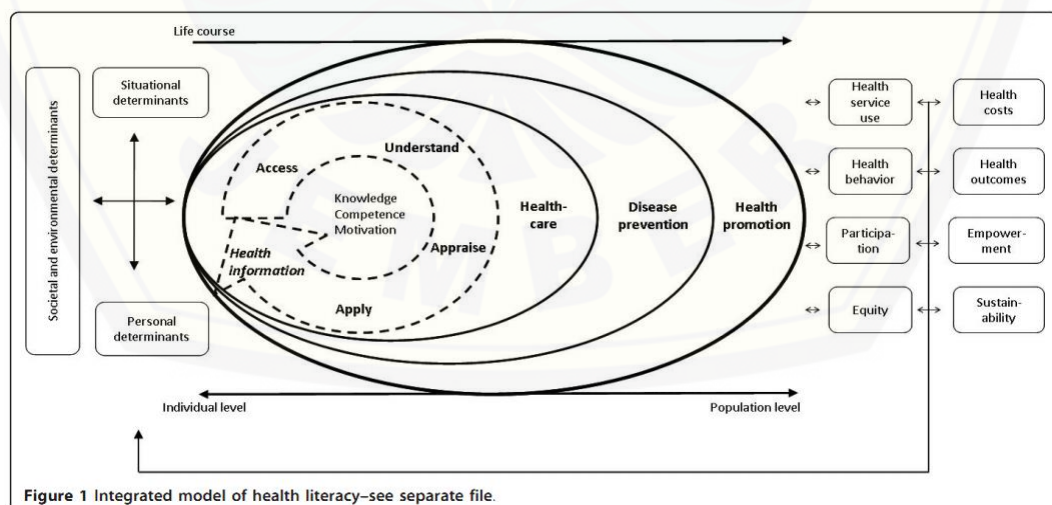 Life course
Societal and environmental determinants
Situational
determinants
Personal
determinants
Access
Understand
Knowledge
Competence
Motivation
Health
information
Appraise
Apply
Health-
care
Disease
prevention
Health
promotion
Health
service
use
Health
costs
Health
behavior
Health
outcomes
Participa-
tion
Empower-
ment
Equity
Sustain-
ability
Individual level
Population level
Figure 1 Integrated model of health literacy–see separate file.